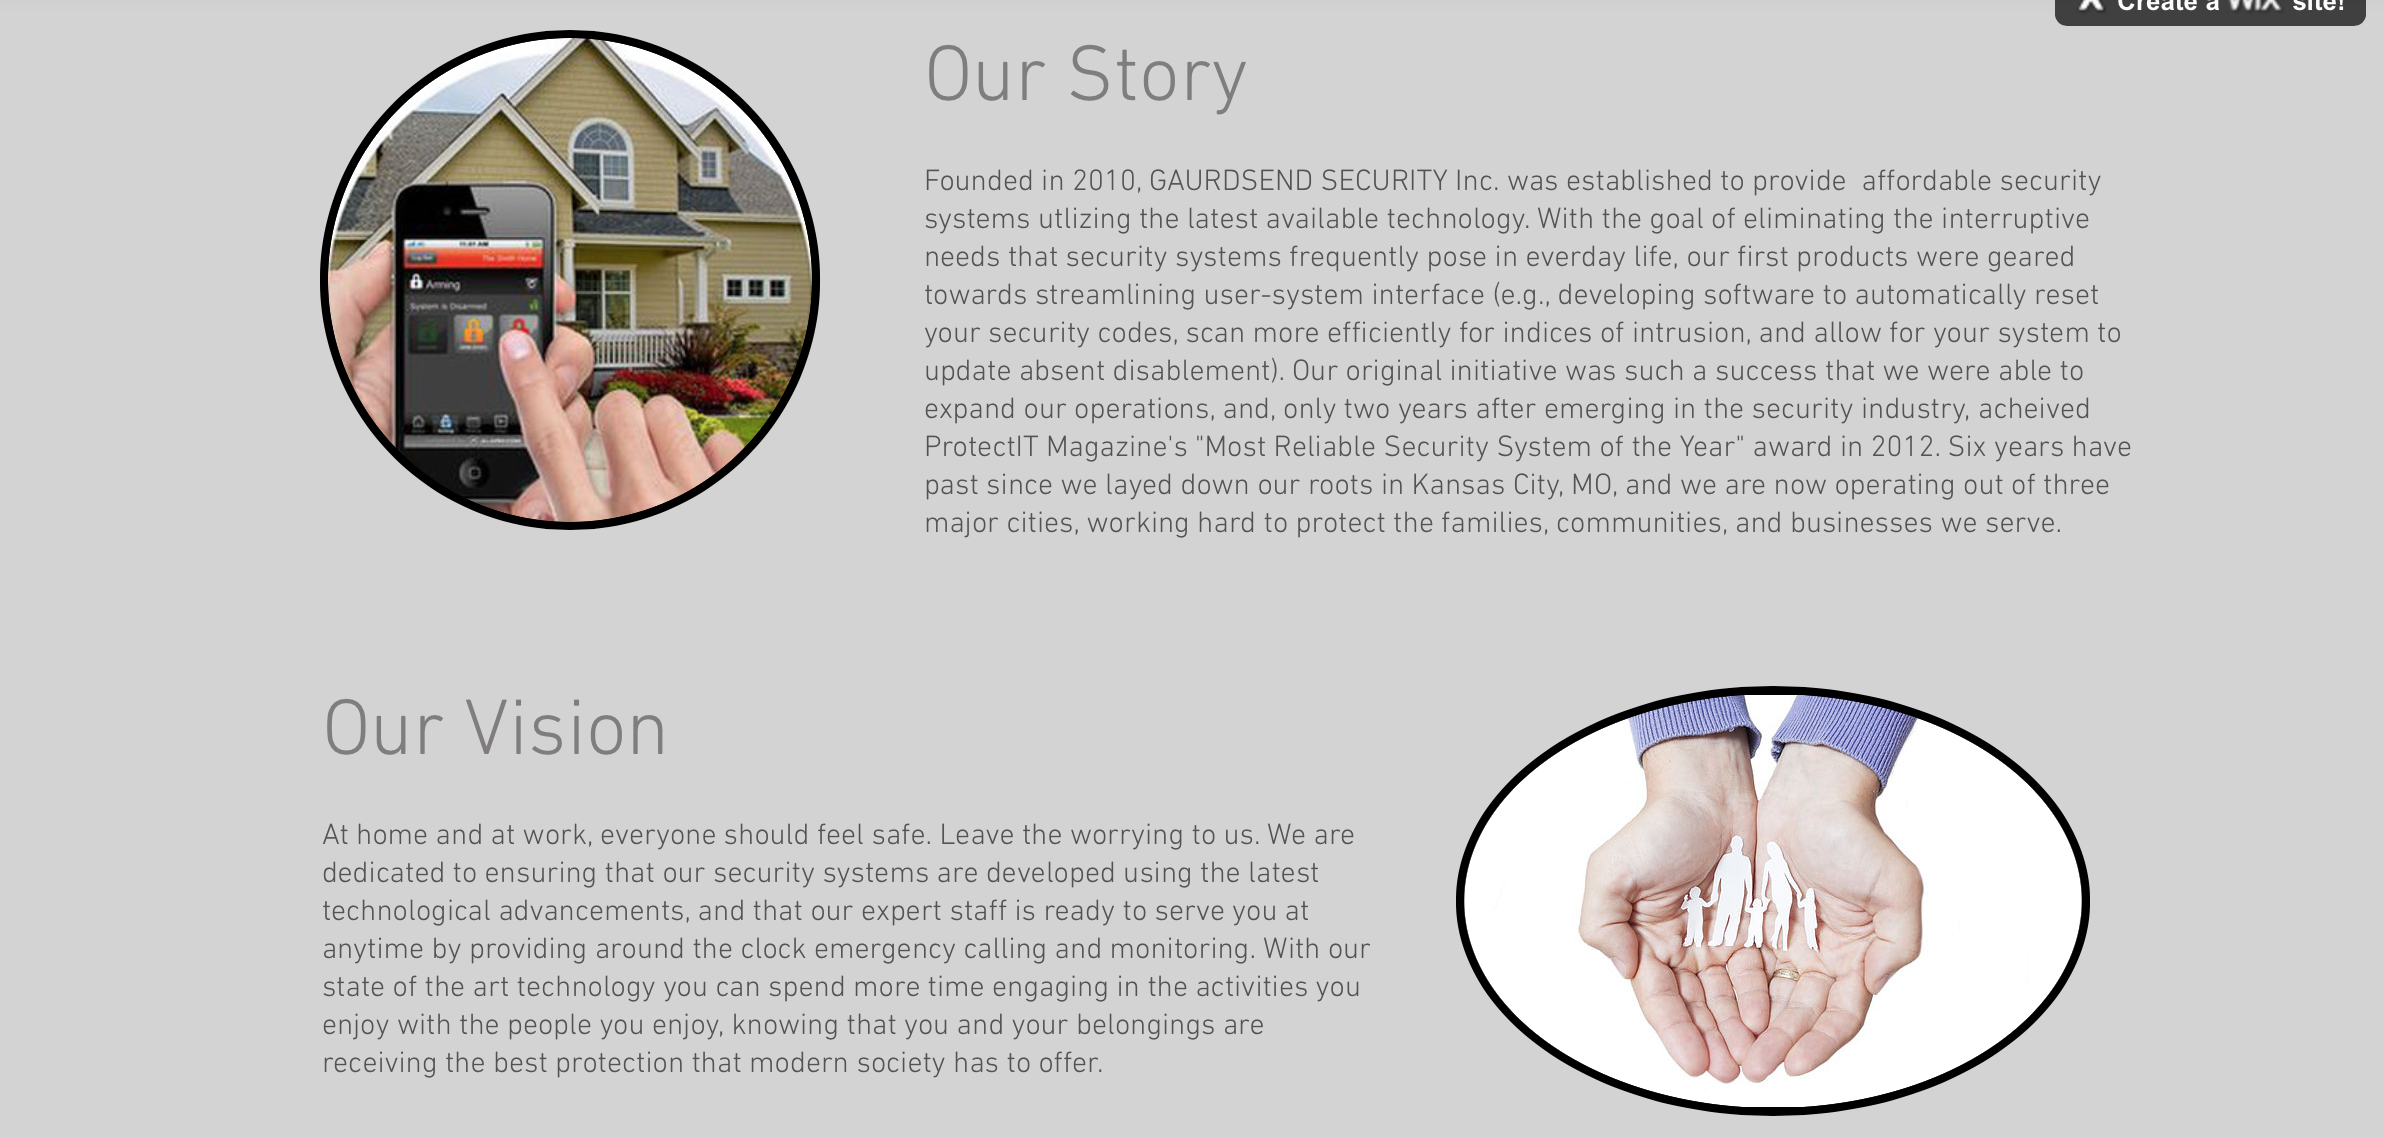 Create a WiX site!
Our Story
Founded in 2010, GAURDSEND SECURITY Inc. was established to provide  affordable security
systems utlizing the latest available technology. With the goal of eliminating the interruptive
needs that security systems frequently pose in everday life, our first products were geared
towards streamlining user-system interface (e.g., developing software to automatically reset
your security codes, scan more efficiently for indices of intrusion, and allow for your system to
update absent disablement). Our original initiative was such a success that we were able to
expand our operations, and, only two years after emerging in the security industry, acheived
ProtectIT Magazine's "Most Reliable Security System of the Year" award in 2012. Six years have
past since we layed down our roots in Kansas City, MO, and we are now operating out of three
major cities, working hard to protect the families, communities, and businesses we serve.
11:51 AM
The Smith Home
Arming
System is Disarmed
Our Vision
At home and at work, everyone should feel safe. Leave the worrying to us. We are
dedicated to ensuring that our security systems are developed using the latest
technological advancements, and that our expert staff is ready to serve you at
anytime by providing around the clock emergency calling and monitoring. With our
state of the art technology you can spend more time engaging in the activities you
enjoy with the people you enjoy, knowing that you and your belongings are
receiving the best protection that modern society has to offer.